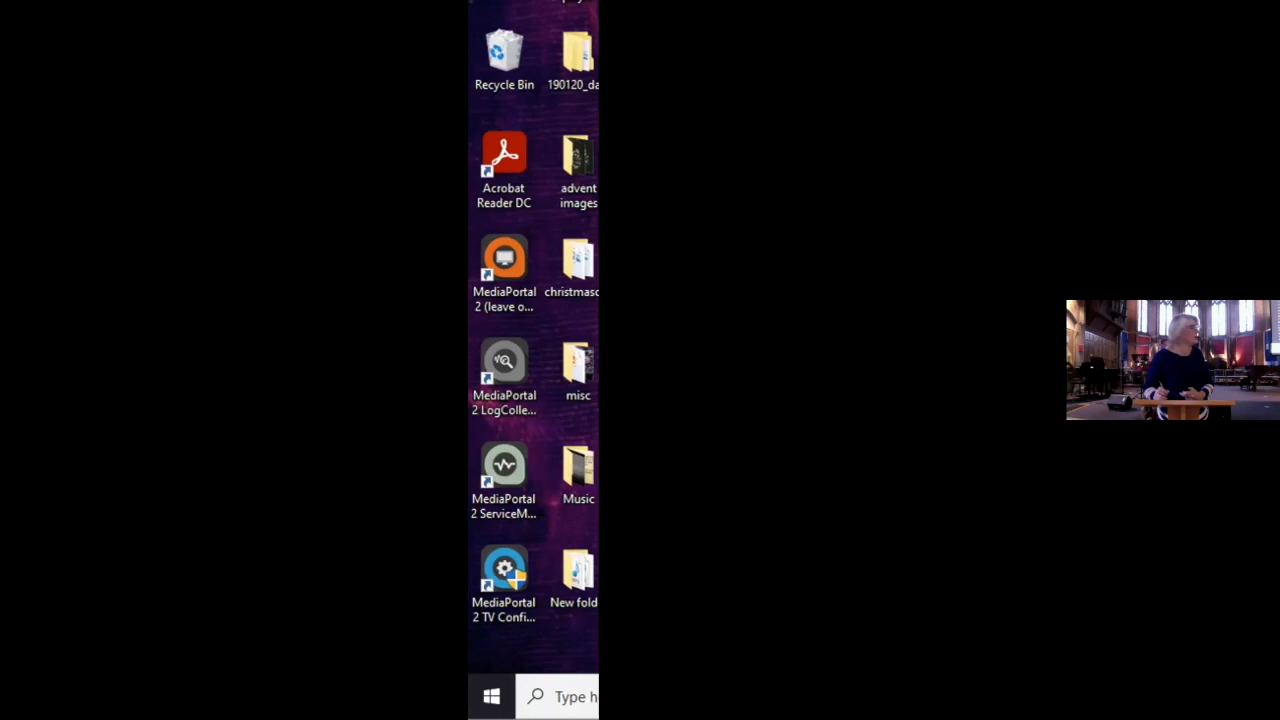 Recycle Bin
190120_da
Acrobat
Reader DC
advent
images
MediaPortal
2 (leave o...
christmasc
MediaPortal
2 LogColle...
misc
MediaPortal
2 ServiceM...
Music
MediaPortal
2 TV Confi...
New fold
Type h